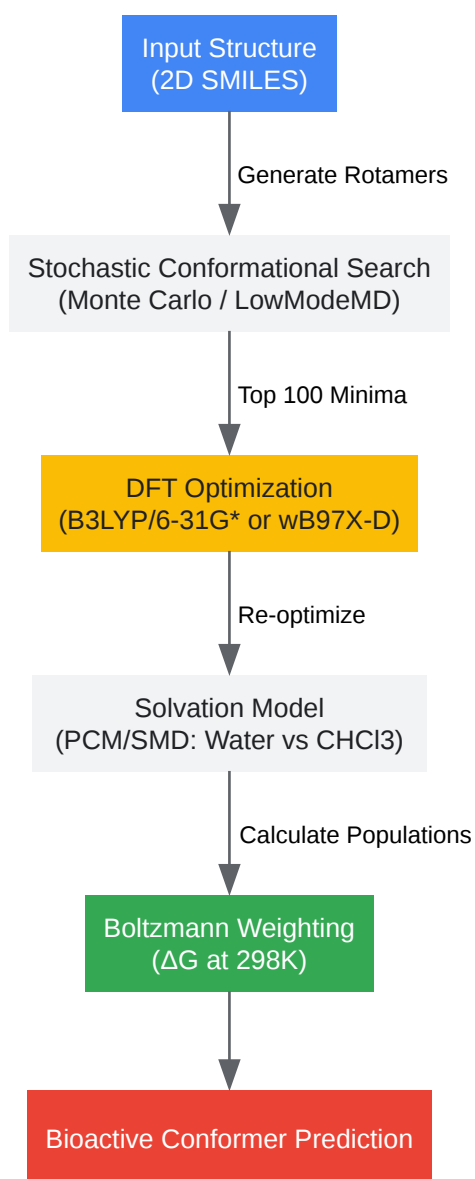 Input Structure
(2D SMILES)
Generate Rotamers
Stochastic Conformational Search
(Monte Carlo / LowModeMD)
Top 100 Minima
DFT Optimization
(B3LYP/6-31G* or wB97X-D)
Re-optimize
Solvation Model
(PCM/SMD: Water vs CHCl3)
Calculate Populations
Boltzmann Weighting
(ΔG at 298K)
Bioactive Conformer Prediction